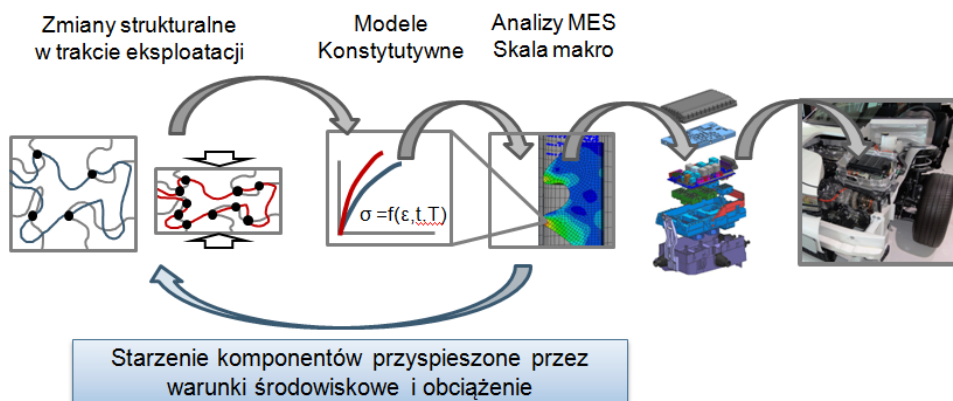 Zmiany strukturalne
w trakcie eksploatacji
Modele
Konstytutywne
Analizy MES
Skala makro
σ =f(ε,t,T)
Starzenie komponentów przyspieszone przez
warunki środowiskowe i obciążenie